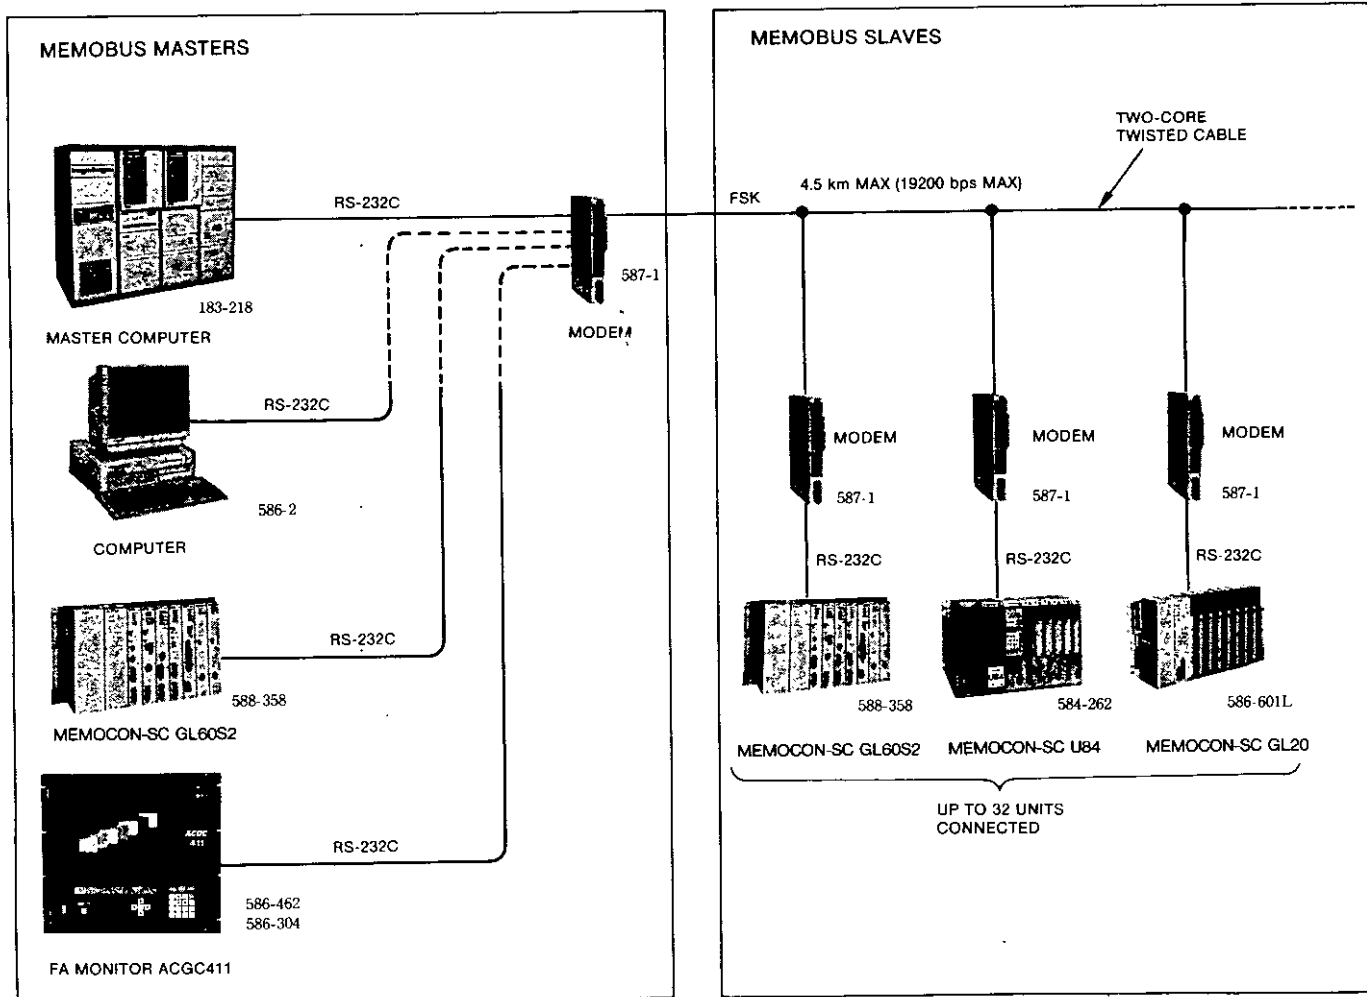 MEMOBUS MASTERS
RS-232C
183-218
MASTER COMPUTER
587-1
MODEM
RS-232C
586-2
COMPUTER
RS-232C
588-358
MEMOCON-SC GL60S2
ACGC
411
RS-232C
586-462
586-304
FA MONITOR ACGC411
MEMOBUS SLAVES
TWO-CORE
TWISTED CABLE
FSK
4.5 km MAX (19200 bps MAX)
MODEM
587-1
MODEM
587-1
MODEM
587-1
RS-232C
RS-232C
RS-232C
U84
588-358
584-262
586-601L
MEMOCON-SC GL60S2
MEMOCON-SC U84
MEMOCON-SC GL20
UP TO 32 UNITS
CONNECTED